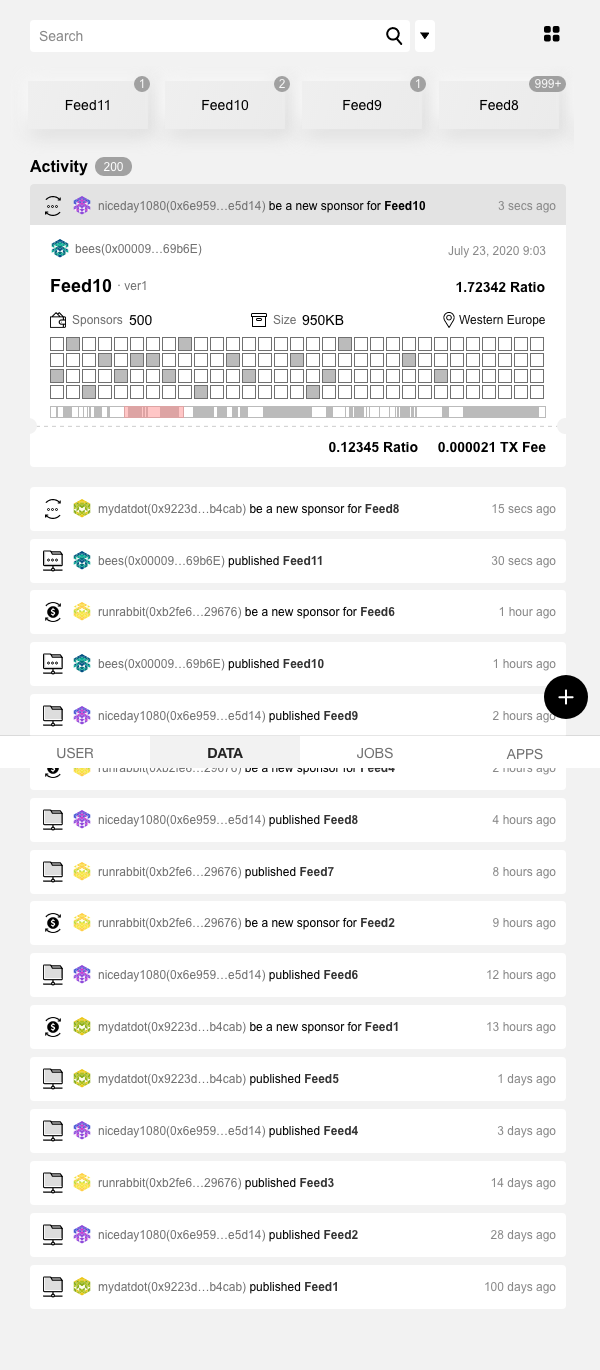 Search
1 2 1 999+
Feed11 Feed10 Feed9 Feed8
Activity 200
niceday1080(0x6e959…e5d14) be a new sponsor for Feed10 3 secs ago
bees(0x00009…69b6E) July 23, 2020 9:03
Feed10 · ver1 1.72342 Ratio
Sponsors 500 Size 950KB Western Europe
0.12345 Ratio 0.000021 TX Fee
mydatdot(0x9223d…b4cab) be a new sponsor for Feed8 15 secs ago
bees(0x00009…69b6E) published Feed11 30 secs ago
runrabbit(0xb2fe6…29676) be a new sponsor for Feed6 1 hour ago
bees(0x00009…69b6E) published Feed10 1 hours ago
niceday1080(0x6e959…e5d14) published Feed9 2 hours ago
USER DATA JOBS APPS
runrabbit(0xb2fe6…29676) be a new sponsor for Feed4 2 hours ago
niceday1080(0x6e959…e5d14) published Feed8 4 hours ago
runrabbit(0xb2fe6…29676) published Feed7 8 hours ago
runrabbit(0xb2fe6…29676) be a new sponsor for Feed2 9 hours ago
niceday1080(0x6e959…e5d14) published Feed6 12 hours ago
mydatdot(0x9223d…b4cab) be a new sponsor for Feed1 13 hours ago
mydatdot(0x9223d…b4cab) published Feed5 1 days ago
niceday1080(0x6e959…e5d14) published Feed4 3 days ago
runrabbit(0xb2fe6…29676) published Feed3 14 days ago
niceday1080(0x6e959…e5d14) published Feed2 28 days ago
mydatdot(0x9223d…b4cab) published Feed1 100 days ago